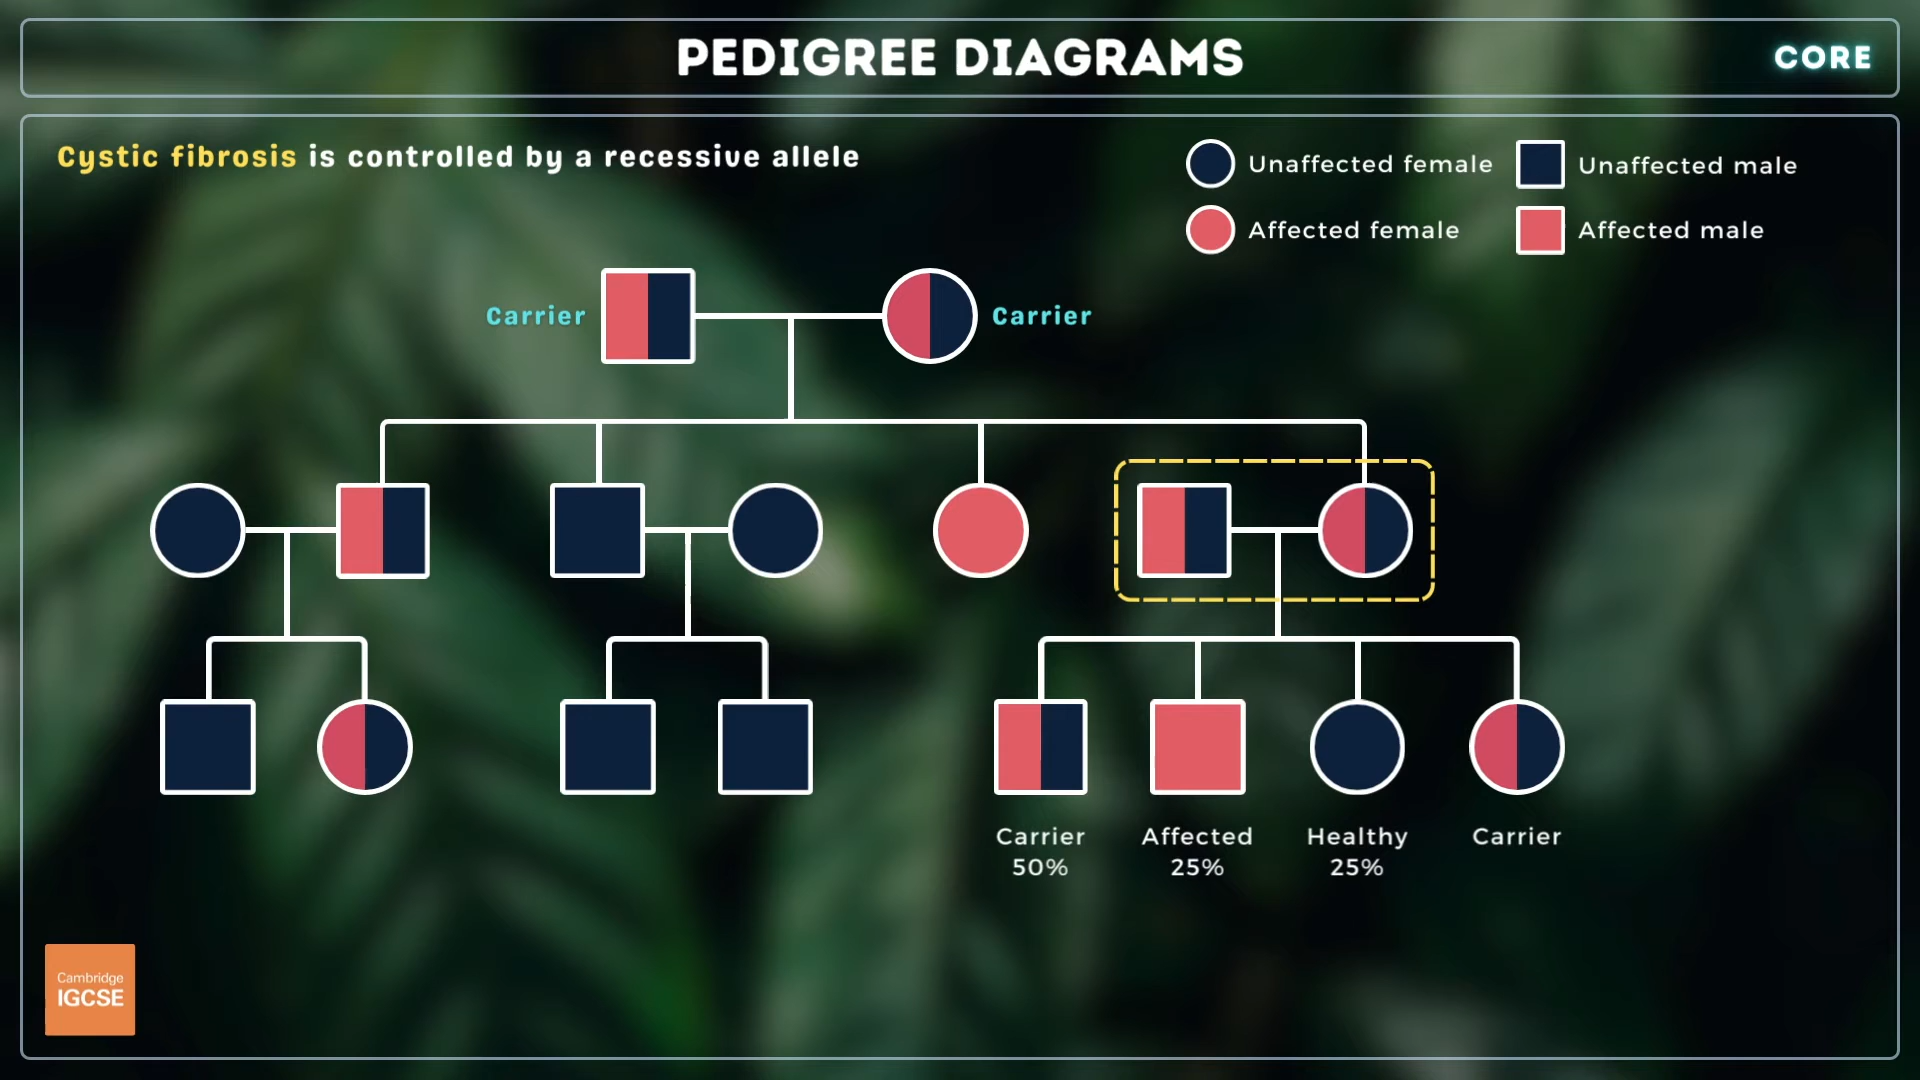 PEDIGREE DIAGRAMS
CORE
Cystic fibrosis is controlled by a recessive allele
Unaffected female
Unaffected male
Affected female
Affected male
Carrier
Carrier
Carrier
50%
Affected
25%
Healthy
25%
Carrier
Cambridge
IGCSE